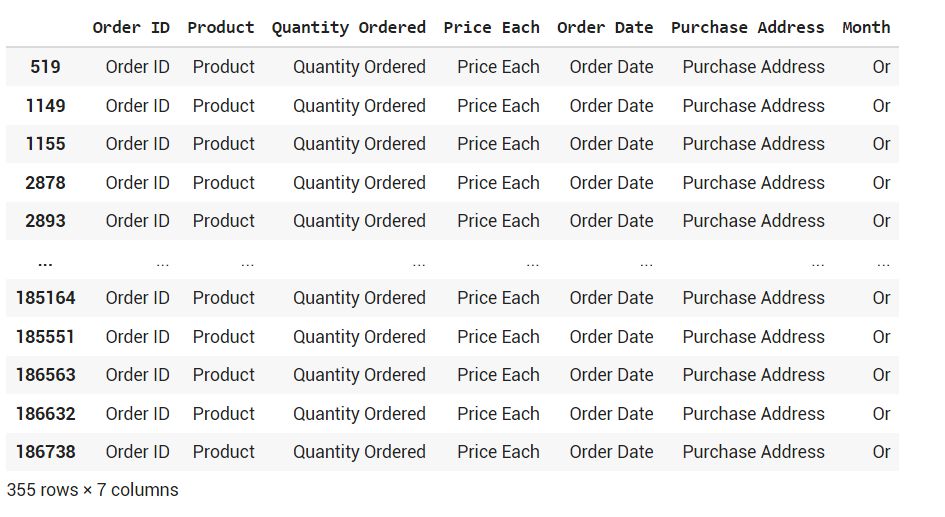 Order ID Product Quantity Ordered Price Each Order Date Purchase Address Month
519 Order ID Product Quantity Ordered Price Each Order Date Purchase Address Or
1149 Order ID Product Quantity Ordered Price Each Order Date Purchase Address Or
1155 Order ID Product Quantity Ordered Price Each Order Date Purchase Address Or
2878 Order ID Product Quantity Ordered Price Each Order Date Purchase Address Or
2893 Order ID Product Quantity Ordered Price Each Order Date Purchase Address Or
... ... ... ... ... ... ... ...
185164 Order ID Product Quantity Ordered Price Each Order Date Purchase Address Or
185551 Order ID Product Quantity Ordered Price Each Order Date Purchase Address Or
186563 Order ID Product Quantity Ordered Price Each Order Date Purchase Address Or
186632 Order ID Product Quantity Ordered Price Each Order Date Purchase Address Or
186738 Order ID Product Quantity Ordered Price Each Order Date Purchase Address Or
355 rows × 7 columns